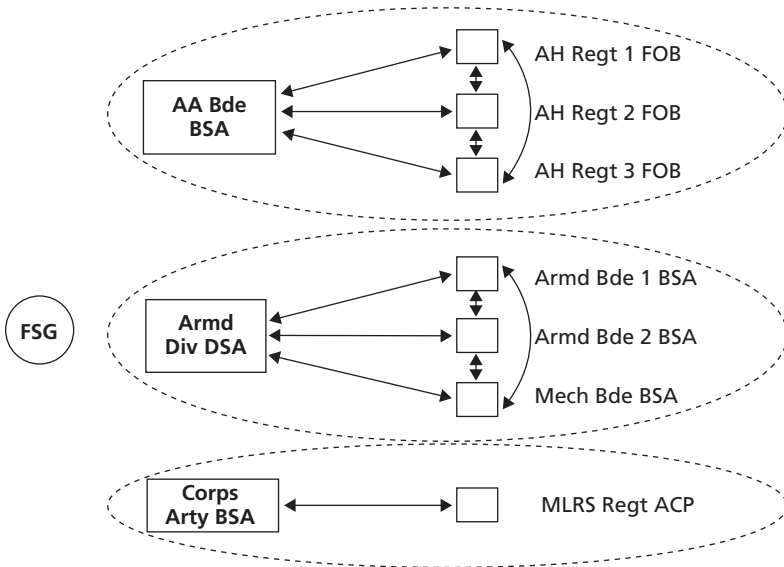 AH Regt 1 FOB
AA Bde
BSA
AH Regt 2 FOB
AH Regt 3 FOB
FSG
Armd Bde 1 BSA
Armd
Div DSA
Armd Bde 2 BSA
Mech Bde BSA
Corps
Arty BSA
MLRS Regt ACP